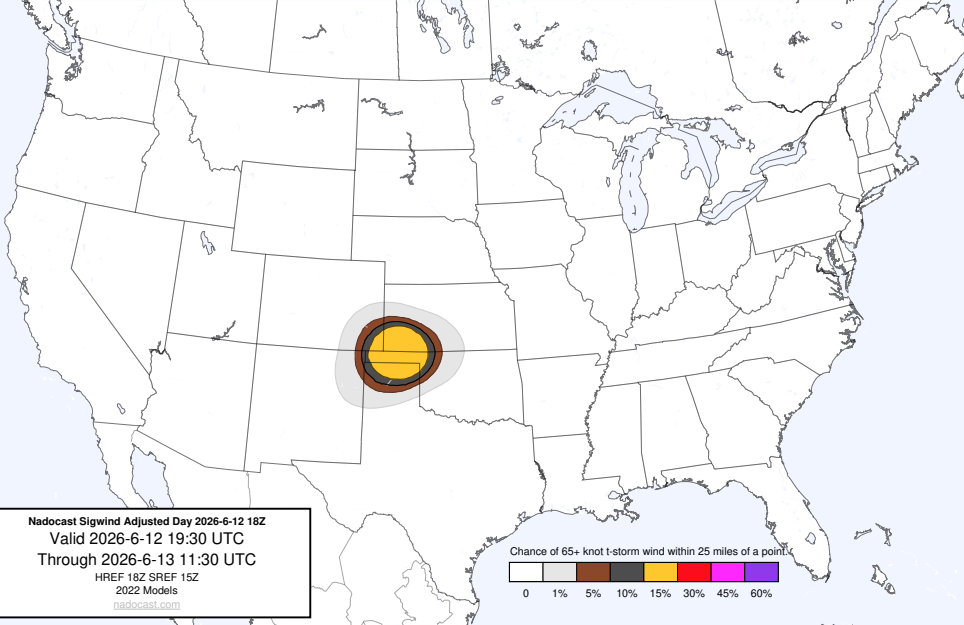 Nadocast Sigwind Adjusted Day 2026-6-12 18Z
Valid 2026-6-12 19:30 UTC
Through 2026-6-13 11:30 UTC
HREF 18Z SREF 15Z
2022 Models
nadocast.com
Chance of 65+ knot t-storm wind within 25 miles of a point.
0 1% 5% 10% 15% 30% 45% 60%